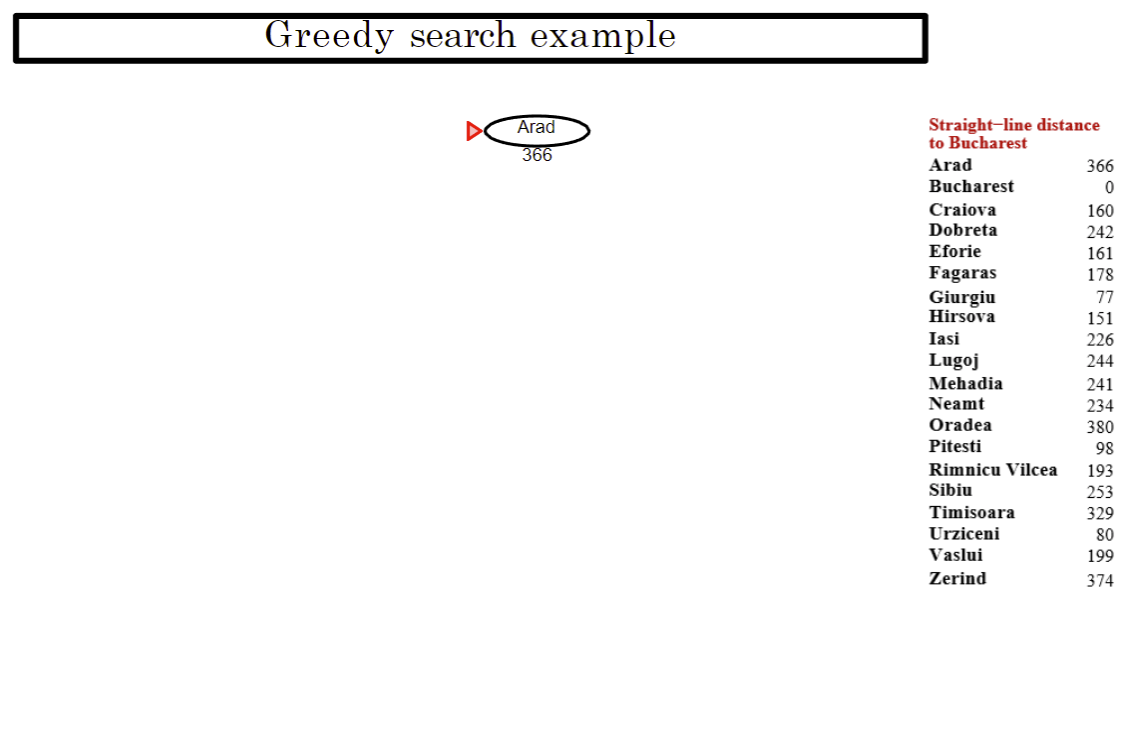 Greedy search example
Arad
366
Straight−line distance
to Bucharest
Arad 366
Bucharest 0
Craiova 160
Dobreta 242
Eforie 161
Fagaras 178
Giurgiu 77
Hirsova 151
Iasi 226
Lugoj 244
Mehadia 241
Neamt 234
Oradea 380
Pitesti 98
Rimnicu Vilcea 193
Sibiu 253
Timisoara 329
Urziceni 80
Vaslui 199
Zerind 374